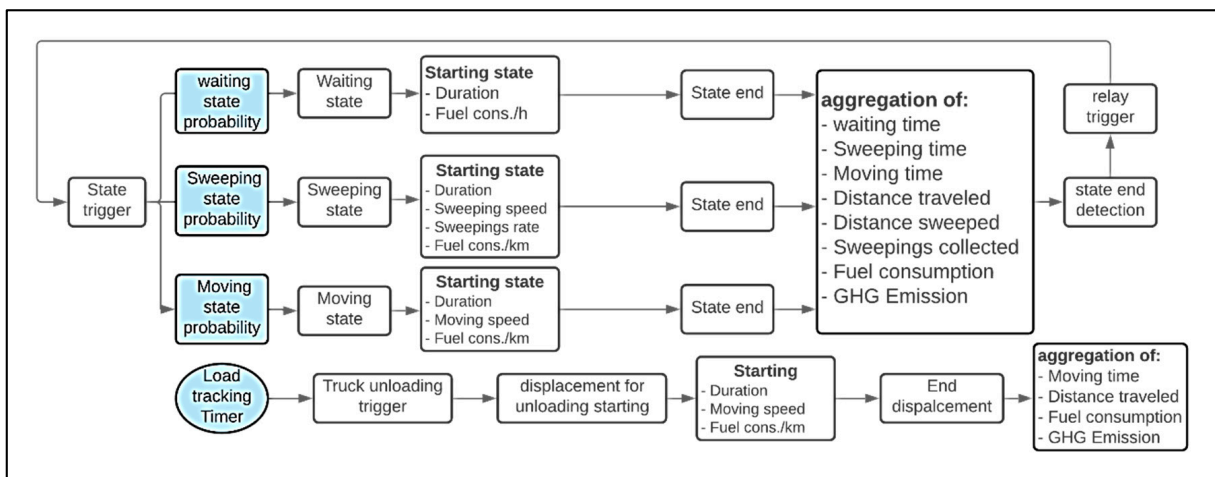 waiting
state
probability
Waiting
state
Starting state
- Duration
- Fuel cons./h
State end
aggregation of:
- waiting time
- Sweeping time
- Moving time
- Distance traveled
- Distance sweeped
- Sweepings collected
- Fuel consumption
- GHG Emission
relay
trigger
State
trigger
Sweeping
state
probability
Sweeping
state
Starting state
- Duration
- Sweeping speed
- Sweepings rate
- Fuel cons./km
State end
state end
detection
Moving
state
probability
Moving
state
Starting state
- Duration
- Moving speed
- Fuel cons./km
State end
Load
tracking
Timer
Truck unloading
trigger
displacement for
unloading starting
Starting
- Duration
- Moving speed
- Fuel cons./km
End
dispalcement
aggregation of:
- Moving time
- Distance traveled
- Fuel consumption
- GHG Emission